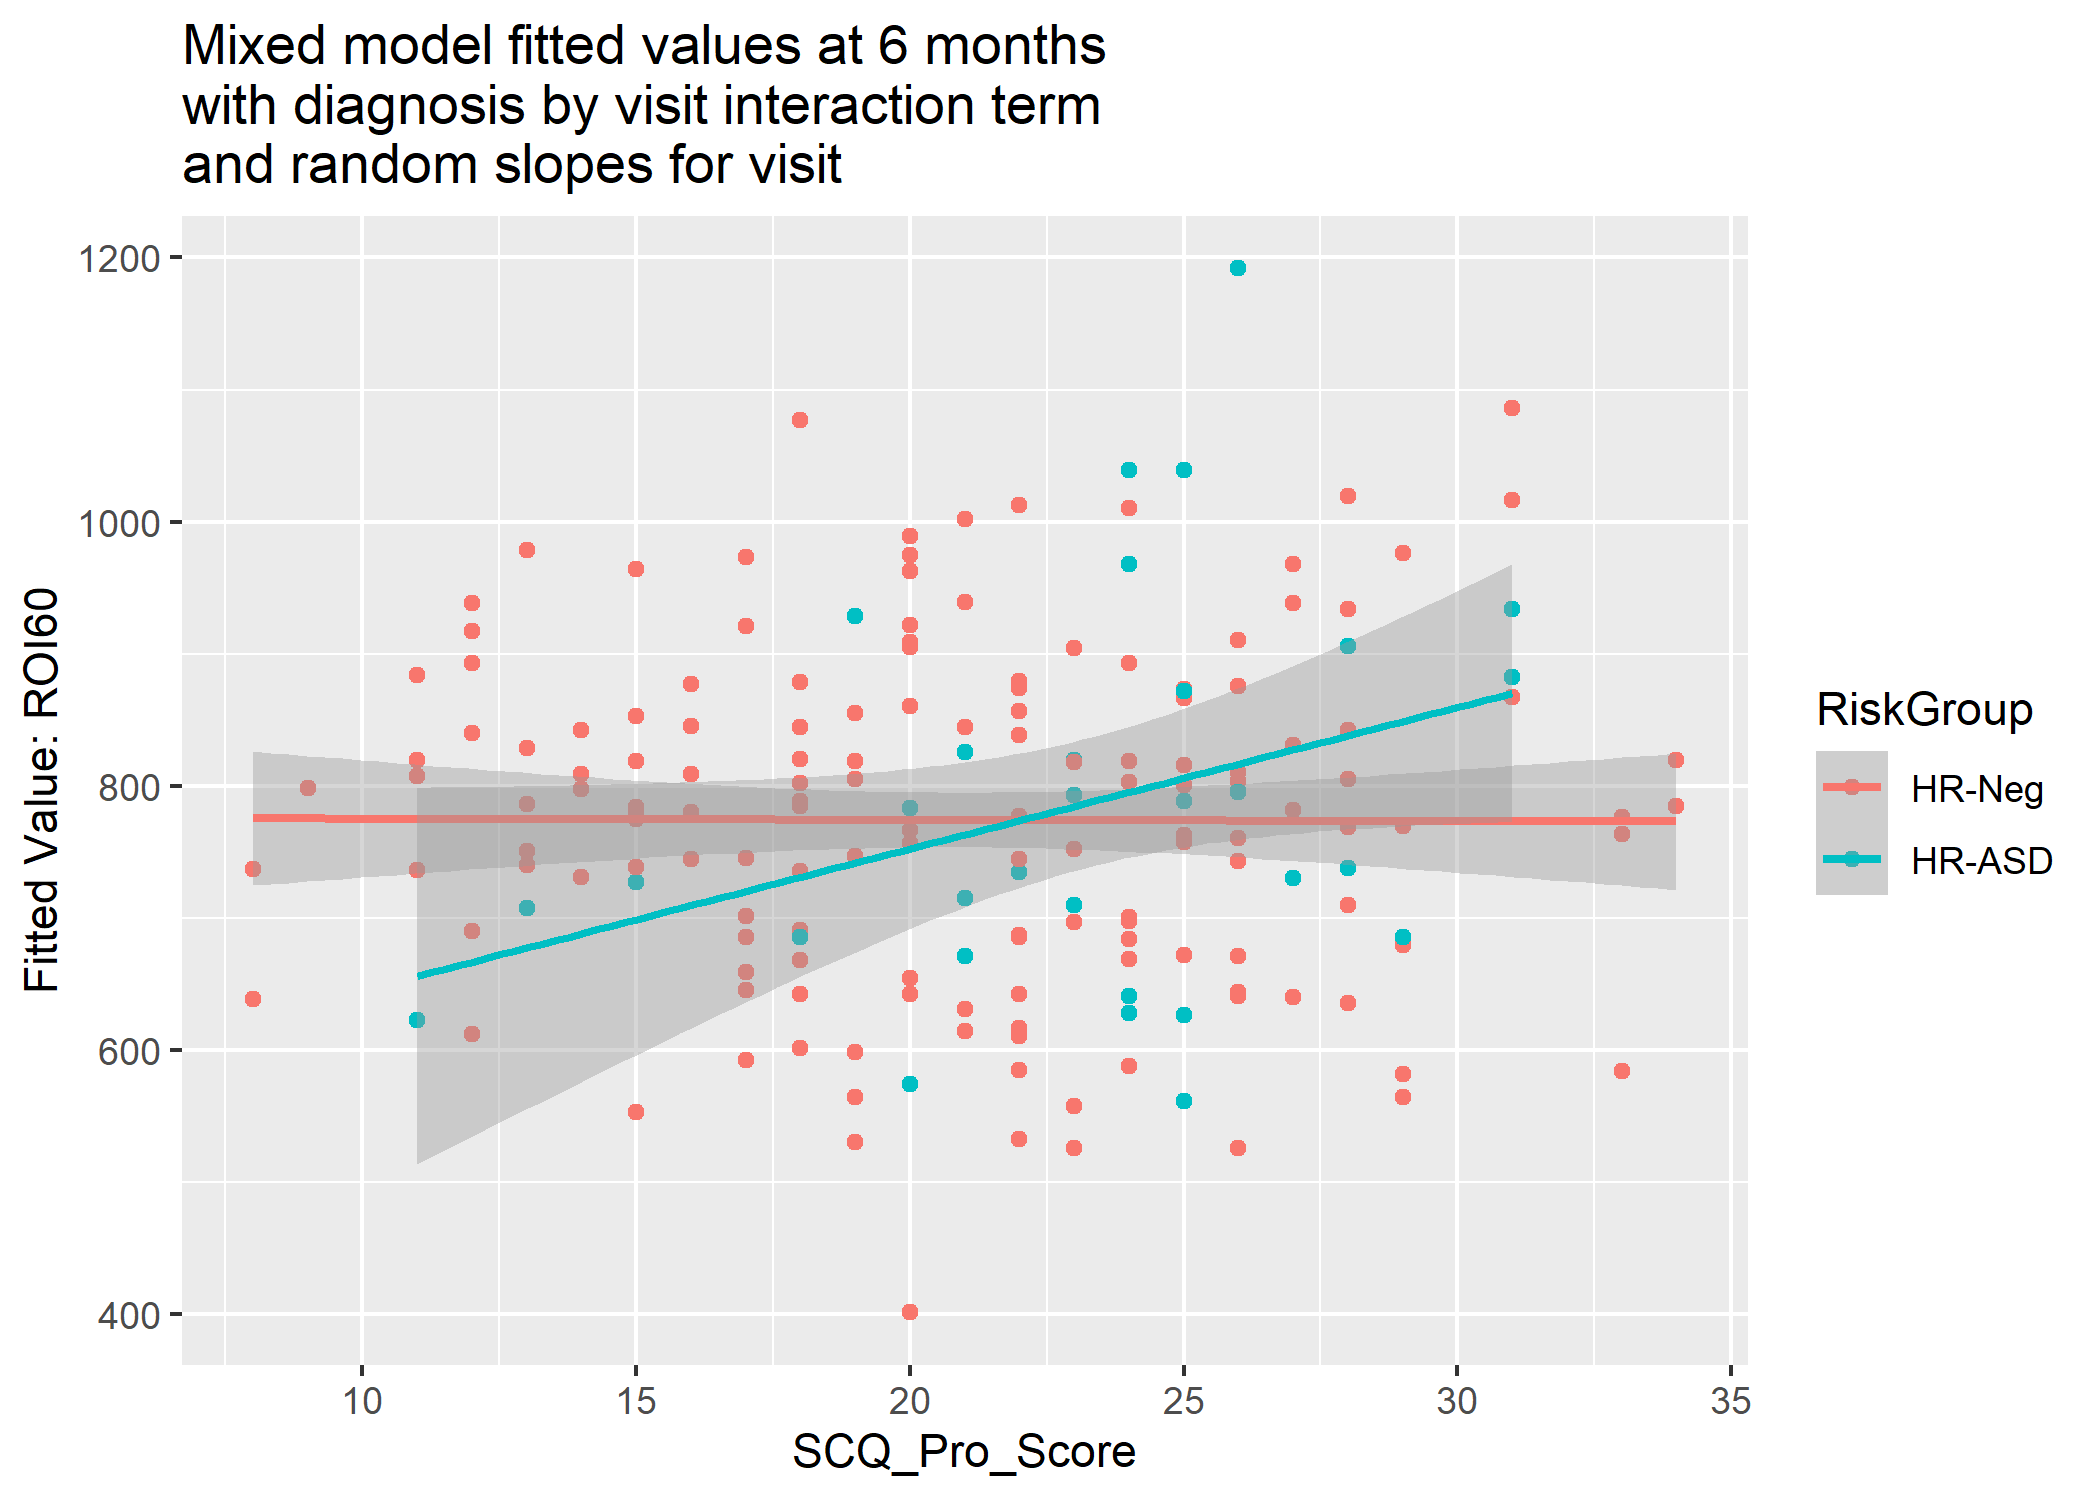 Mixed model fitted values at 6 months
with diagnosis by visit interaction term
and random slopes for visit
1200
1000
800
600
400
Fitted Value: ROI60
10 15 20 25 30 35
SCQ_Pro_Score
RiskGroup
HR-Neg
HR-ASD